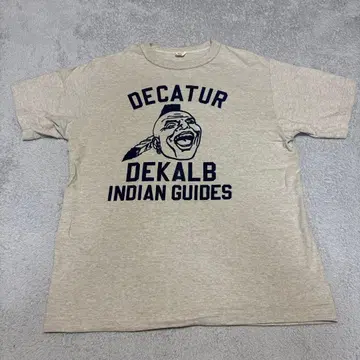 DECATUR
DEKALB
INDIAN GUIDES